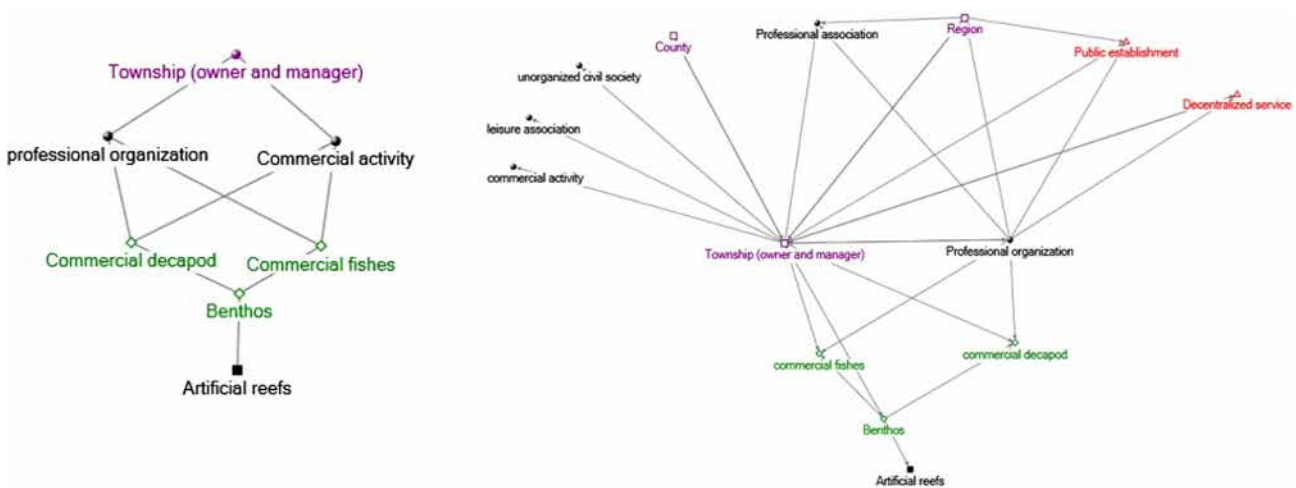 Township (owner and manager)
professional organization
Commercial activity
Commercial decapod
Commercial fishes
Benthos
Artificial reefs
Professional association
Region
County
Public establishment
unorganized civil society
Decentralized service
leisure association
commercial activity
Township (owner and manager)
Professional organization
commercial fishes
commercial decapod
Benthos
Artificial reefs